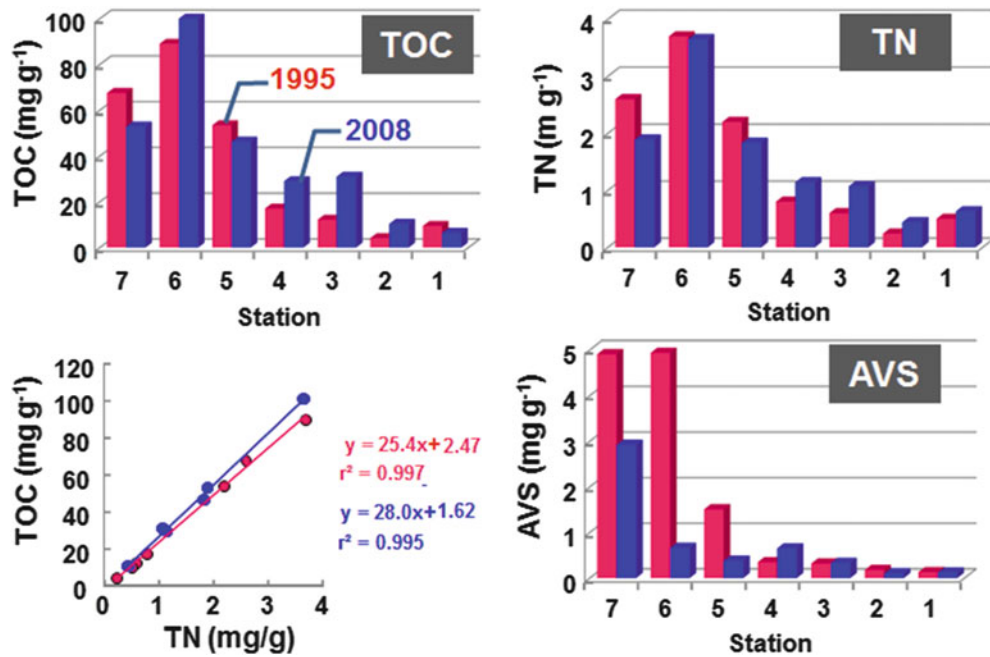 TOC
TOC (mg g-1)
100
80
60
40
20
0
1995
2008
7 6 5 4 3 2 1
Station
TN
TN (m g-1)
4
3
2
1
0
7 6 5 4 3 2 1
Station
TOC (mg g-1)
120
100
80
60
40
20
0
y = 25.4x+2.47
r² = 0.997
y = 28.0x+1.62
r² = 0.995
0 1 2 3 4
TN (mg/g)
AVS
AVS (mg g-1)
5
4
3
2
1
0
7 6 5 4 3 2 1
Station